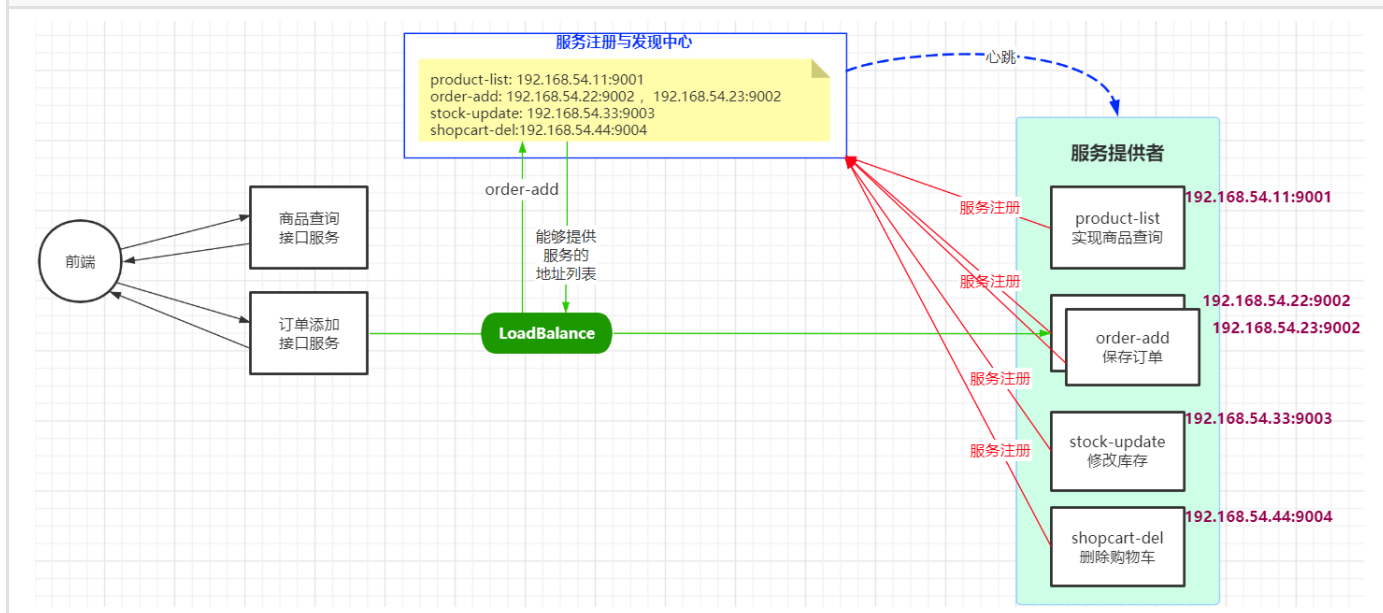 服务注册与发现中心
product-list: 192.168.54.11:9001
order-add: 192.168.54.22:9002 ，192.168.54.23:9002
stock-update: 192.168.54.33:9003
shopcart-del:192.168.54.44:9004
心跳
服务提供者
order-add
能够提供
服务的
地址列表
前端
商品查询
接口服务
订单添加
接口服务
LoadBalance
服务注册
服务注册
服务注册
服务注册
192.168.54.11:9001
product-list
实现商品查询
192.168.54.22:9002
192.168.54.23:9002
order-add
保存订单
192.168.54.33:9003
stock-update
修改库存
192.168.54.44:9004
shopcart-del
删除购物车